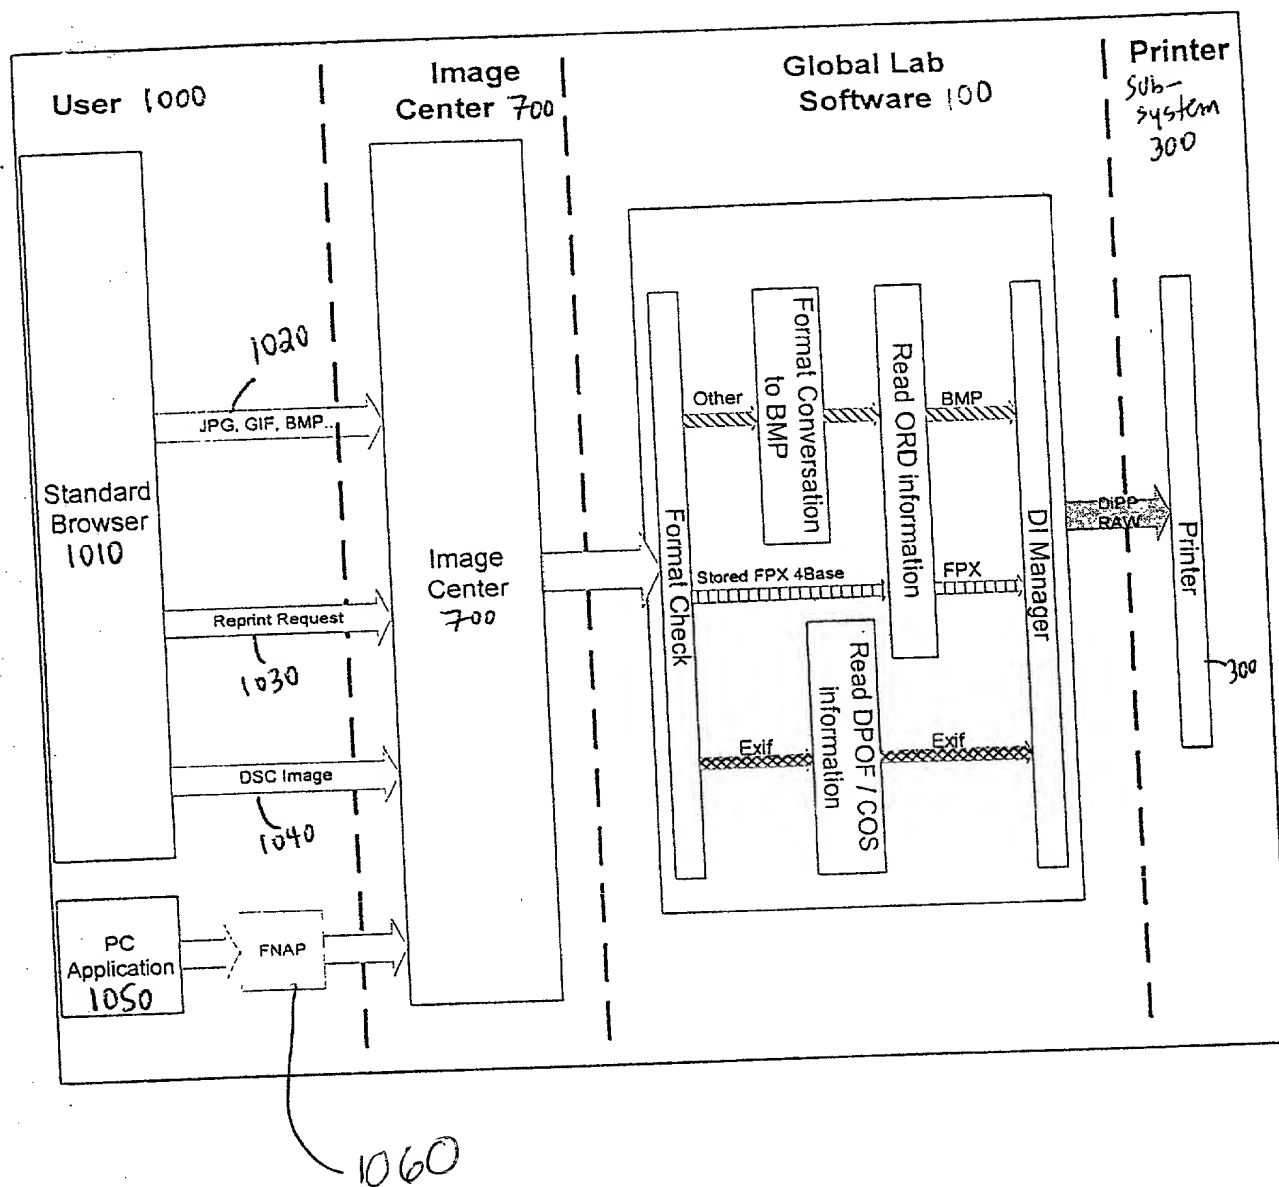 User 1000
Image
Center 700
Global Lab
Software 100
Printer
Sub-
system
300
Standard
Browser
1010
1020
JPG, GIF, BMP...
Reprint Request
1030
DSC Image
1040
PC
Application
1050
FNAP
1060
Image
Center
700
Format Check
Other
Format Conversation
to BMP
Stored FPX 4Base
Read ORD information
BMP
FPX
Exif
Read DPOF / COS
information
Exif
DI Manager
DiPP
RAW
Printer
300